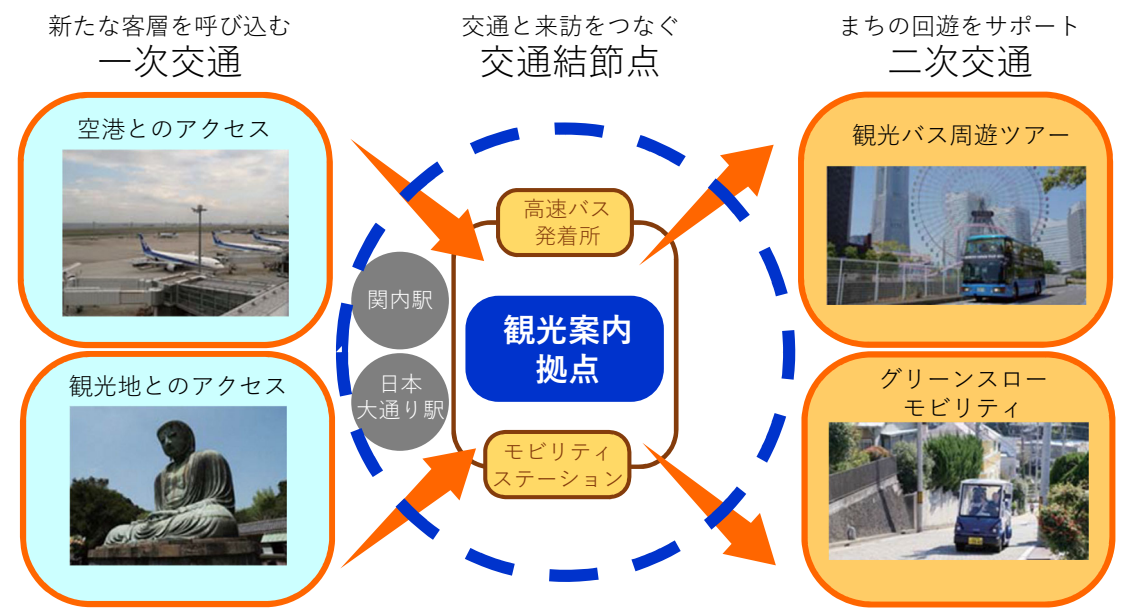 新たな客層を呼び込む
一次交通
空港とのアクセス
観光地とのアクセス
交通と来訪をつなぐ
交通結節点
高速バス
発着所
関内駅
日本
大通り駅
観光案内
拠点
モビリティ
ステーション
まちの回遊をサポート
二次交通
観光バス周遊ツアー
グリーンスロー
モビリティ